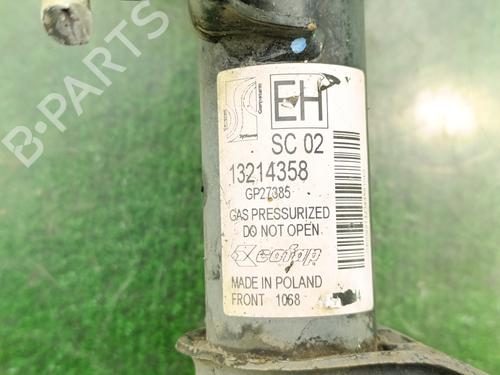 EH
SC 02
13214358
GP27385
GAS PRESSURIZED
DO NOT OPEN
cofap
MADE IN POLAND
FRONT 1068
B-Parts